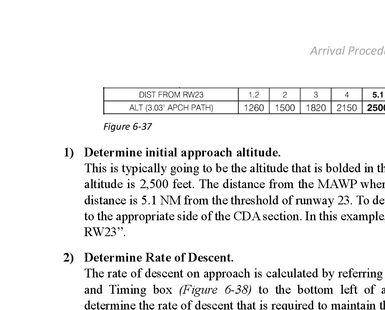 Arrival Procedu
DIST FROM RW23 1.2 2 3 4 5.1
ALT (3.03° APCH PATH) 1260 1500 1820 2150 2500
Figure 6-37
1) Determine initial approach altitude.
This is typically going to be the altitude that is bolded in th
altitude is 2,500 feet. The distance from the MAWP wher
distance is 5.1 NM from the threshold of runway 23. To de
to the appropriate side of the CDA section. In this example,
RW23”.
2) Determine Rate of Descent.
The rate of descent on approach is calculated by referring
and Timing box (Figure 6-38) to the bottom left of a
determine the rate of descent that is required to maintain th